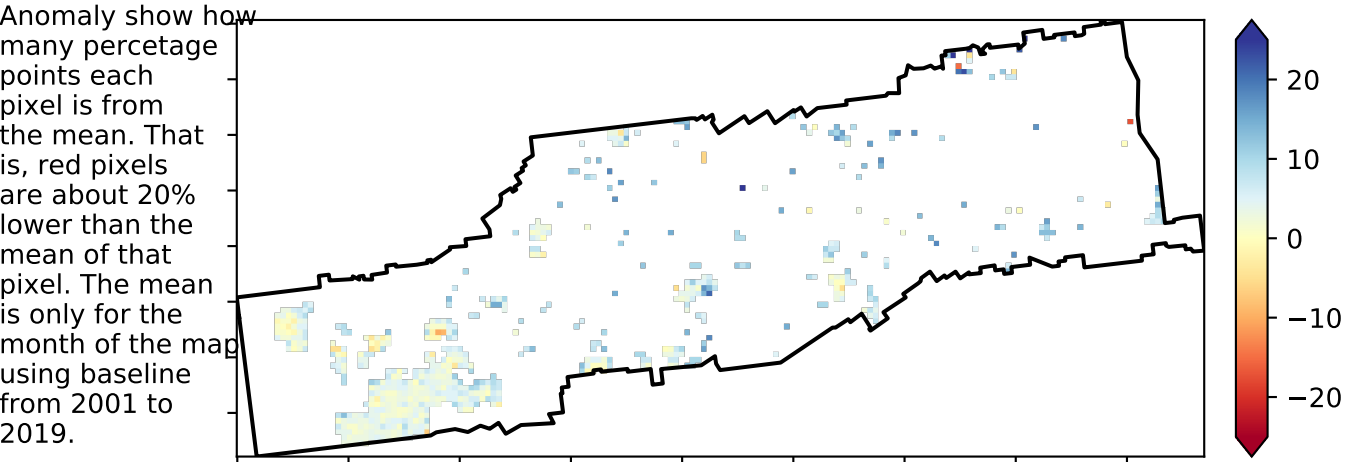 Anomaly show how
many percetage
points each
pixel is from
the mean. That
is, red pixels
are about 20%
lower than the
mean of that
pixel. The mean
is only for the
month of the map
using baseline
from 2001 to
2019.
20
10
0
−10
−20